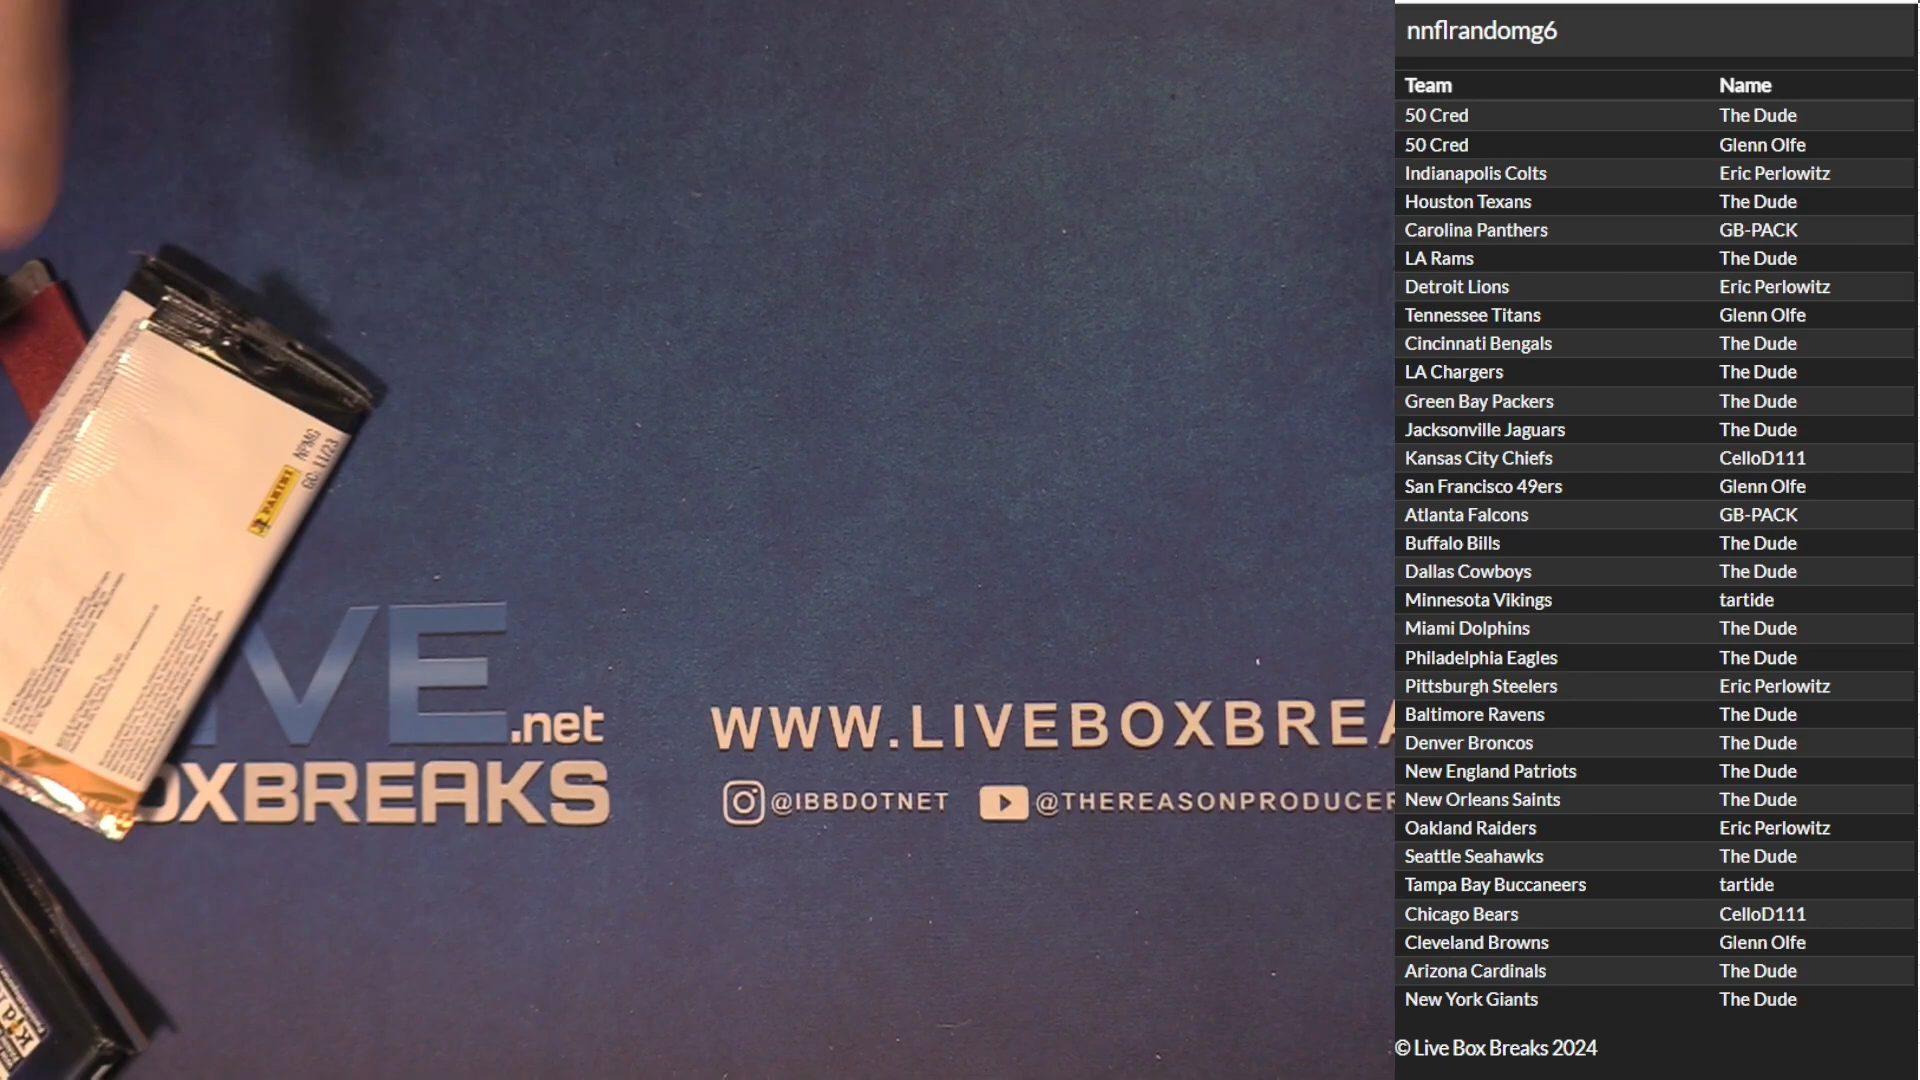 nnflrandomg6
Team Name
50 Cred The Dude
50 Cred Glenn Olfe
Indianapolis Colts Eric Perlowitz
Houston Texans The Dude
Carolina Panthers GB-PACK
LA Rams The Dude
Detroit Lions Eric Perlowitz
Tennessee Titans Glenn Olfe
Cincinnati Bengals The Dude
LA Chargers The Dude
Green Bay Packers The Dude
Jacksonville Jaguars The Dude
Kansas City Chiefs CelloD111
San Francisco 49ers Glenn Olfe
Atlanta Falcons GB-PACK
Buffalo Bills The Dude
Dallas Cowboys The Dude
Minnesota Vikings tartide
Miami Dolphins The Dude
Philadelphia Eagles The Dude
Pittsburgh Steelers Eric Perlowitz
Baltimore Ravens The Dude
Denver Broncos The Dude
New England Patriots The Dude
New Orleans Saints The Dude
Oakland Raiders Eric Perlowitz
Seattle Seahawks The Dude
Tampa Bay Buccaneers tartide
Chicago Bears CelloD111
Cleveland Browns Glenn Olfe
Arizona Cardinals The Dude
New York Giants The Dude
© Live Box Breaks 2024
PANINI
GC: 11/23
VE.net
OXBREAKS
WWW.LIVEBOXBREA
@IBBDOTNET @THEREASONPRODUCER